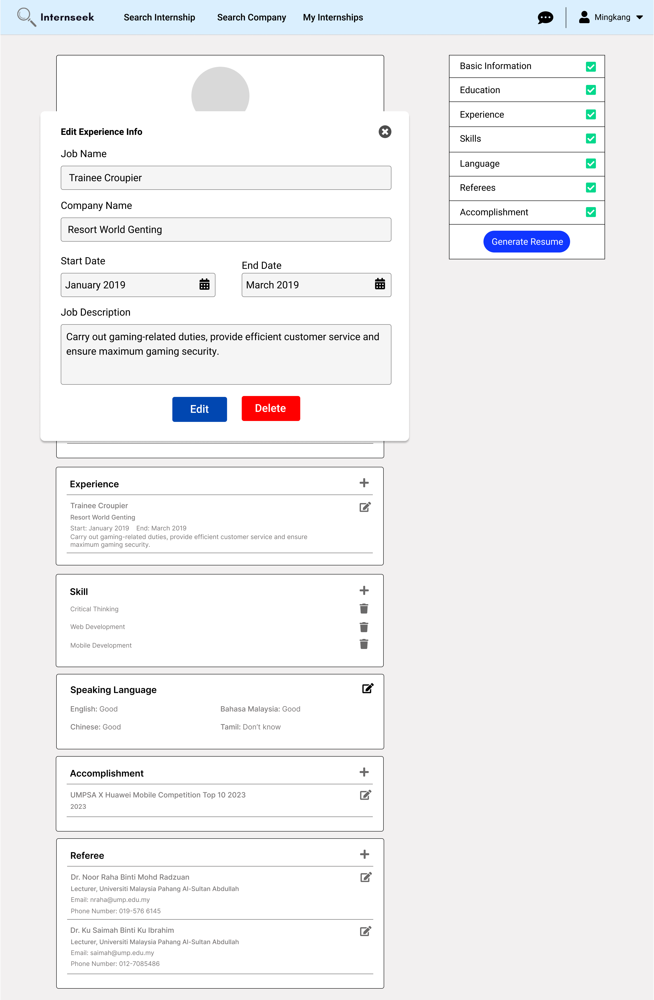 Internseek
Search Internship
Search Company
My Internships
Mingkang
Edit Experience Info
Job Name
Trainee Croupier
Company Name
Resort World Genting
Start Date
End Date
January 2019
March 2019
Job Description
Carry out gaming-related duties, provide efficient customer service and
ensure maximum gaming security.
Edit
Delete
Basic Information
Education
Experience
Skills
Language
Referees
Accomplishment
Generate Resume
Experience
Trainee Croupier
Resort World Genting
Start: January 2019 End: March 2019
Carry out gaming-related duties, provide efficient customer service and ensure
maximum gaming security.
Skill
Critical Thinking
Web Development
Mobile Development
Speaking Language
English: Good
Bahasa Malaysia: Good
Chinese: Good
Tamil: Don’t know
Accomplishment
UMPSA X Huawei Mobile Competition Top 10 2023
2023
Referee
Dr. Noor Raha Binti Mohd Radzuan
Lecturer, Universiti Malaysia Pahang Al-Sultan Abdullah
Email: nraha@ump.edu.my
Phone Number: 019-576 6145
Dr. Ku Saimah Binti Ku Ibrahim
Lecturer, Universiti Malaysia Pahang Al-Sultan Abdullah
Email: saimah@ump.edu.my
Phone Number: 012-7085486